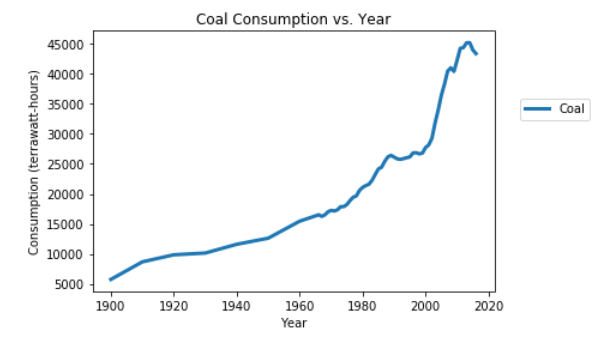 Coal Consumption vs. Year
45000
40000
35000
30000
25000
20000
15000
10000
5000
Consumption (terrawatt-hours)
1900 1920 1940 1960 1980 2000 2020
Year
Coal